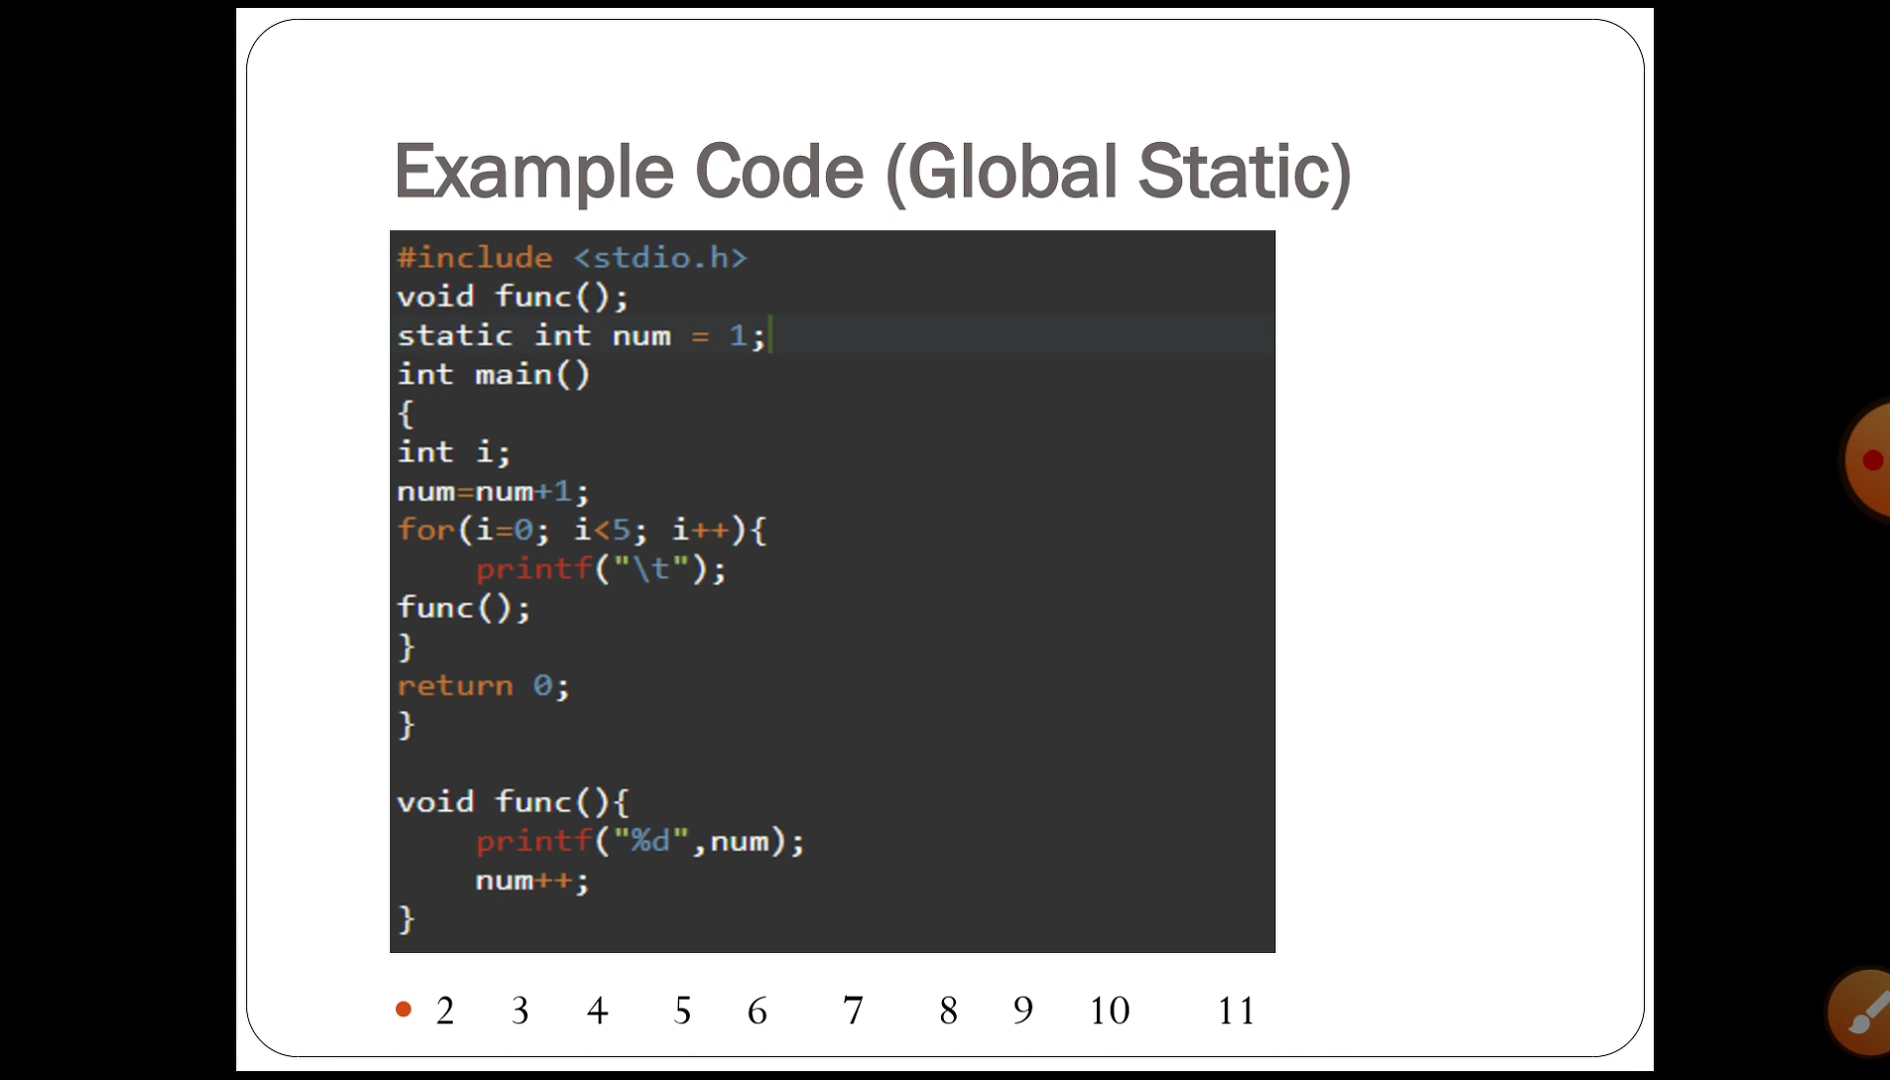 Example Code (Global Static)
#include <stdio.h>
void func();
static int num = 1;
int main()
{
int i;
num=num+1;
for(i=0; i<5; i++){
    printf("\t");
func();
}
return 0;
}

void func(){
    printf("%d",num);
    num++;
}
• 2 3 4 5 6 7 8 9 10 11